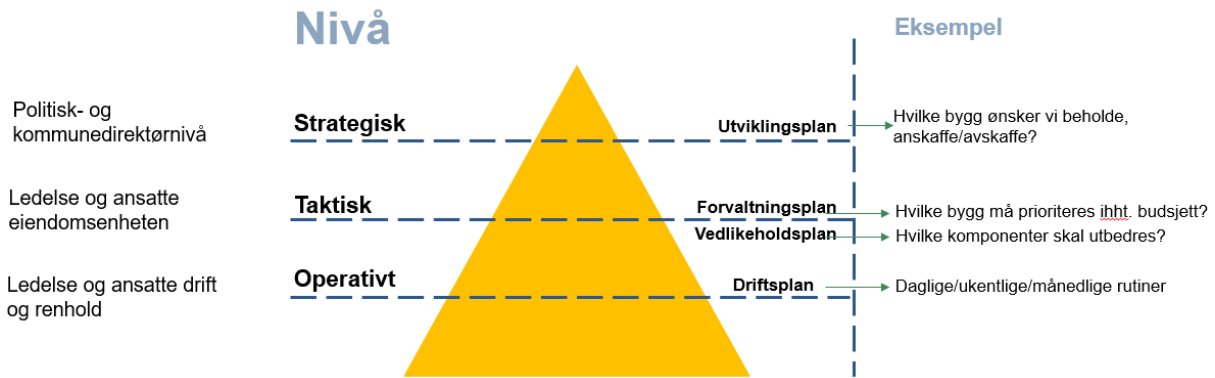 Nivå
Eksempel
Politisk- og
kommunedirektørnivå
Strategisk
Utviklingsplan
Hvilke bygg ønsker vi beholde,
anskaffe/avskaffe?
Ledelse og ansatte
eiendomsenheten
Taktisk
Forvaltningsplan
Hvilke bygg må prioriteres ihht. budsjett?
Vedlikeholdsplan
Hvilke komponenter skal utbedres?
Ledelse og ansatte drift
og renhold
Operativt
Driftsplan
Daglige/ukentlige/månedlige rutiner